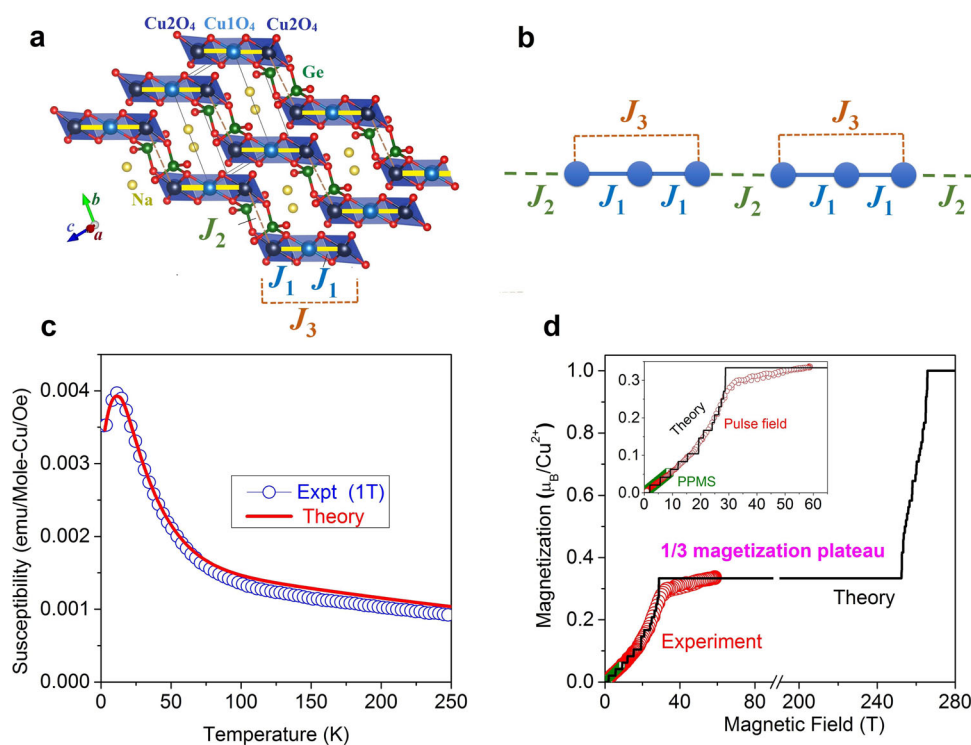 a
Cu2O₄ Cu1O₄ Cu2O₄
Ge
Na
b
c
a
J₂
J₁ J₁
J₃
b
J₃ J₃
J₂ J₁ J₁ J₂ J₁ J₁ J₂
c
Susceptibility (emu/Mole-Cu/Oe)
0.004
0.003
0.002
0.001
0.000
Expt (1T)
Theory
0 50 100 150 200 250
Temperature (K)
d
Magnetization (μB/Cu²⁺)
1.0
0.8
0.6
0.4
0.2
0.0
0.3
0.2
0.1
0.0
Theory
Pulse field
PPMS
0 10 20 30 40 50 60
1/3 magetization plateau
Theory
Experiment
0 40 80 200 240 280
Magnetic Field (T)